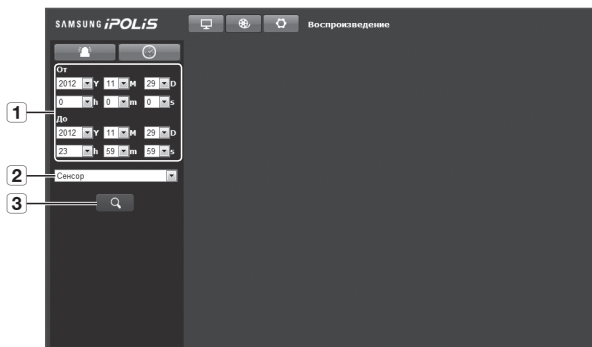 SAMSUNG iPOLiS
Воспроизведение
От
2012 Y 11 M 29 D
0 h 0 m 0 s
До
2012 Y 11 M 29 D
23 h 59 m 59 s
Сенсор
1
2
3